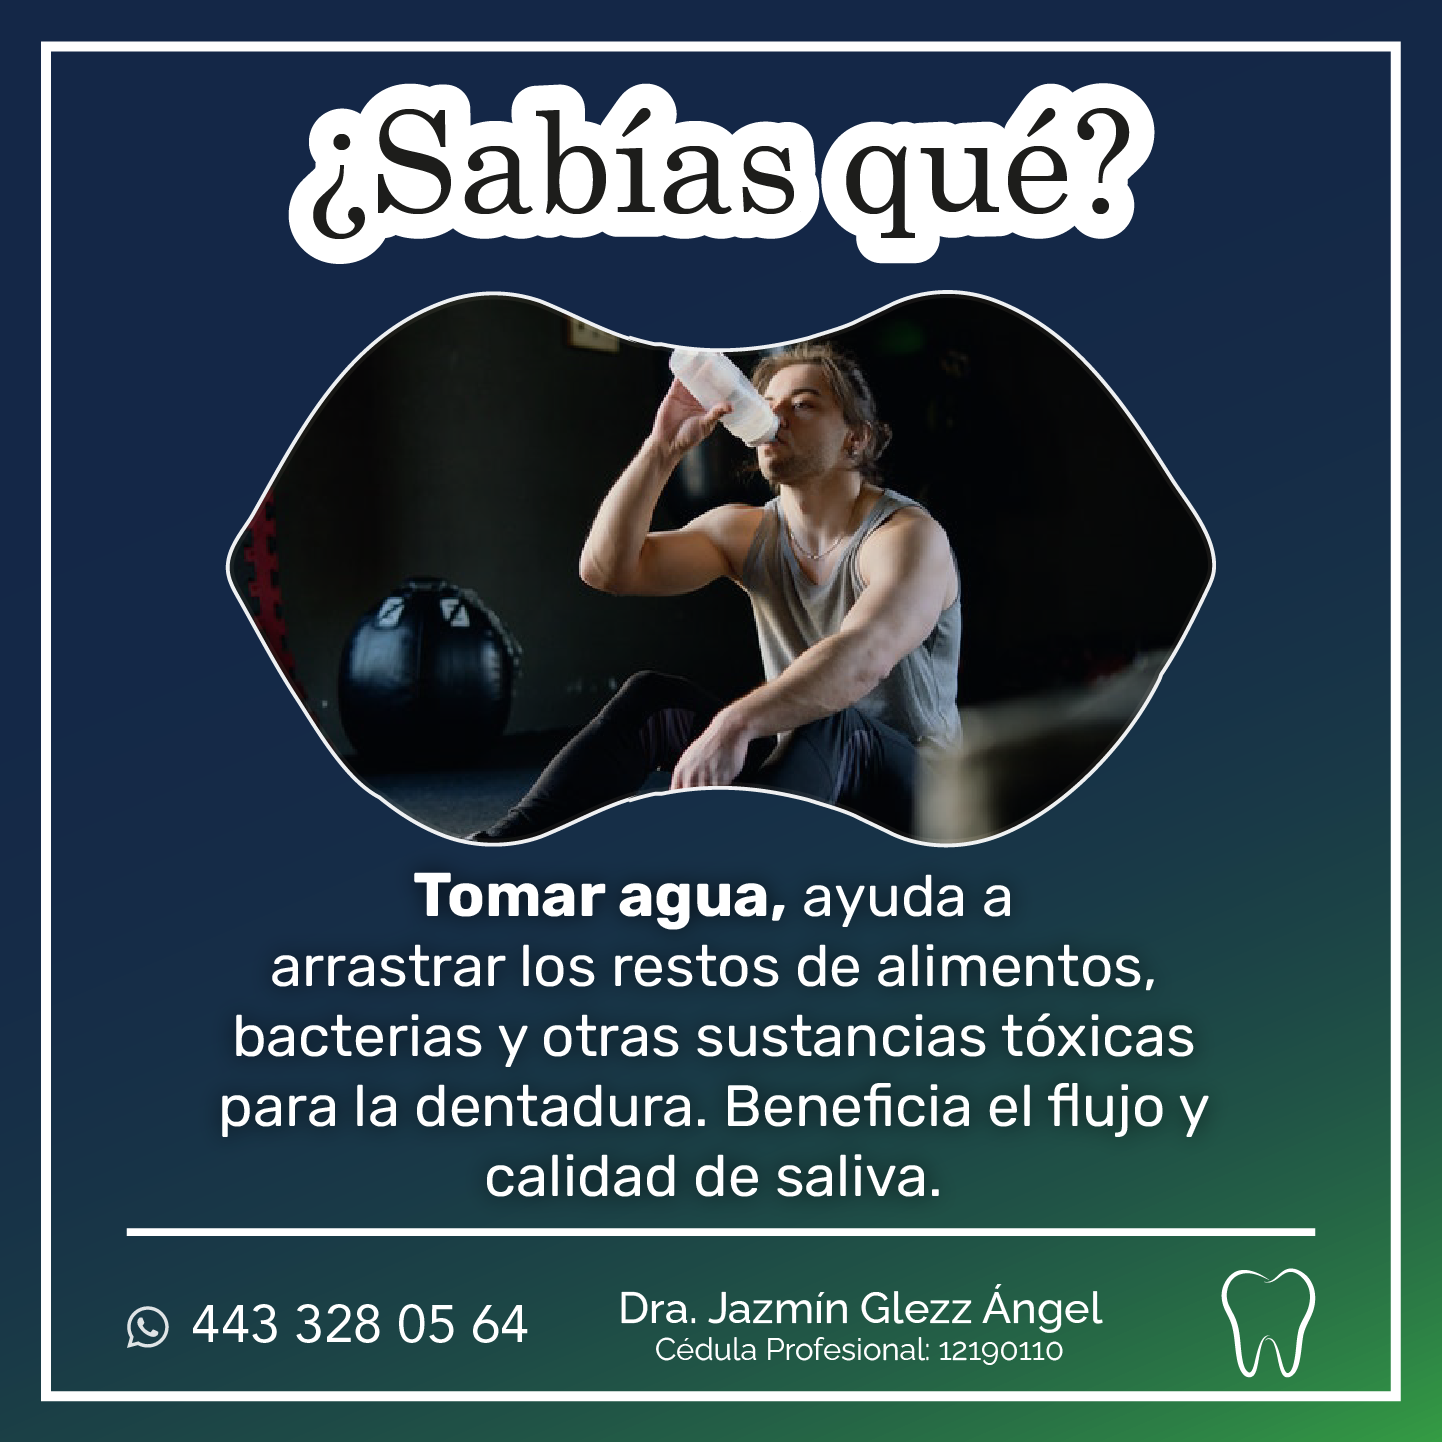 ¿Sabías qué?
Tomar agua, ayuda a
arrastrar los restos de alimentos,
bacterias y otras sustancias tóxicas
para la dentadura. Beneficia el flujo y
calidad de saliva.
443 328 05 64
Dra. Jazmín Glezz Ángel
Cédula Profesional: 12190110